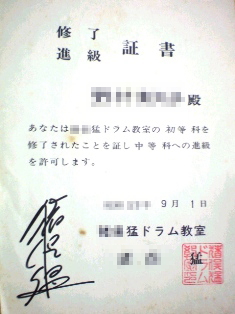 修了
進級 証書
殿
あなたは 猛ドラム教室の初等科を
修了されたことを証し中等科への進級
を許可します。
9月1日
猛ドラム教室
猛